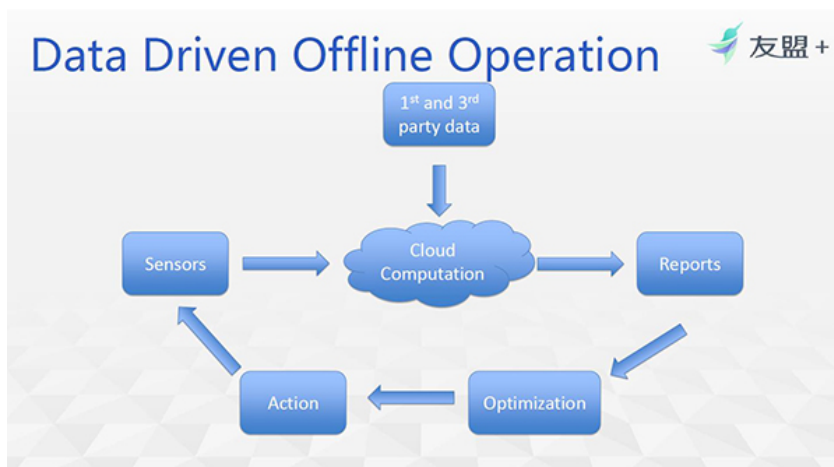 Data Driven Offline Operation
友盟+
1st and 3rd
party data
Sensors
Cloud
Computation
Reports
Action
Optimization